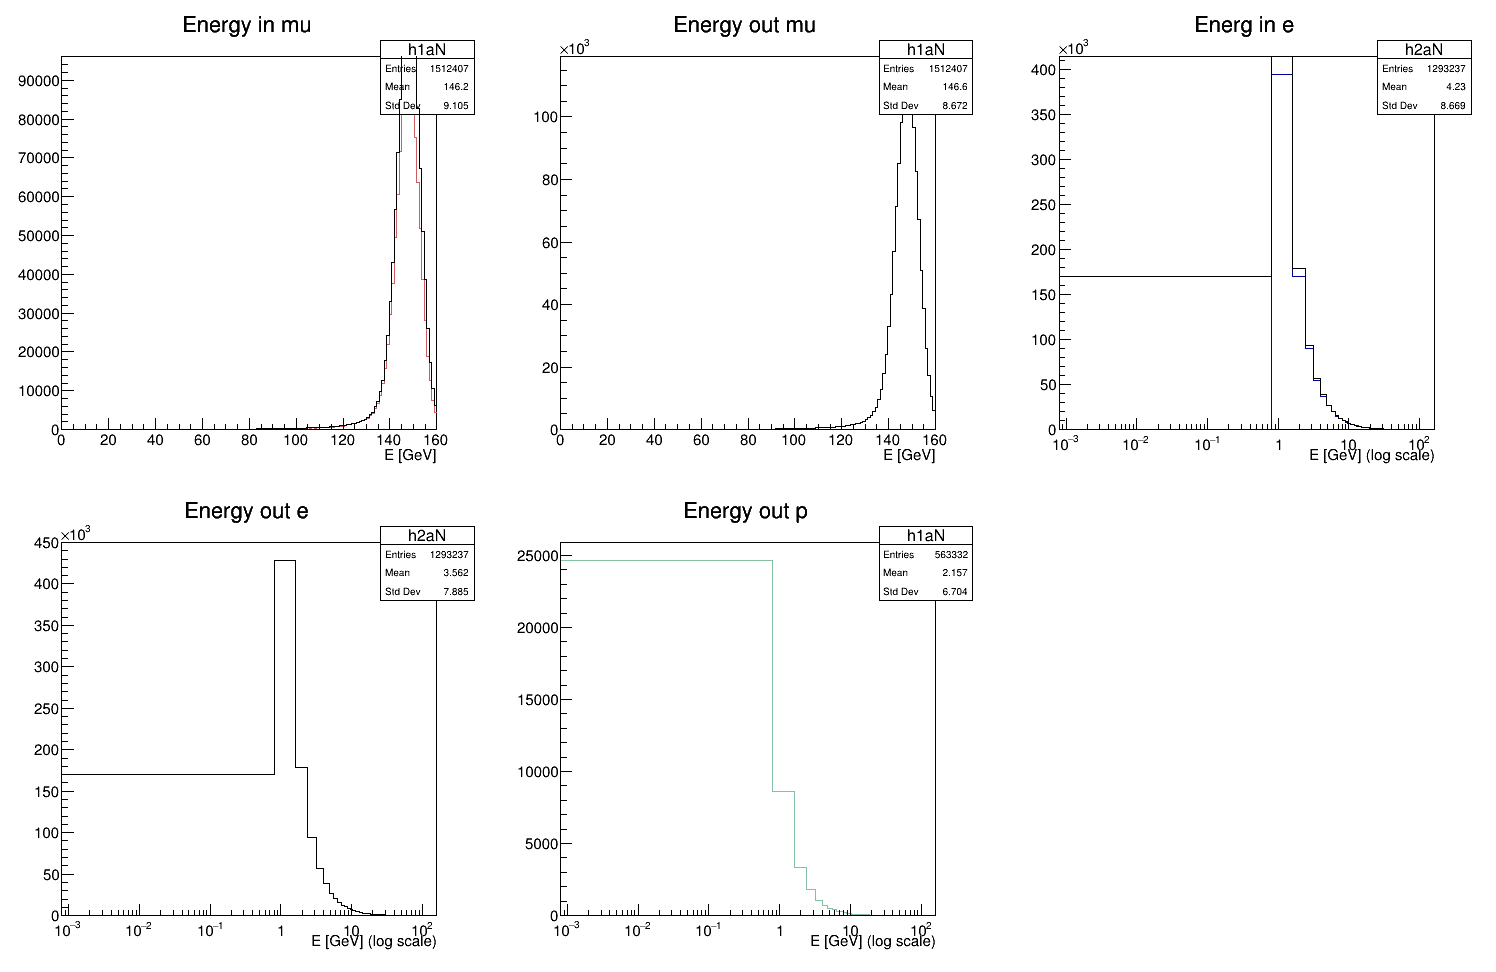 Energy in mu
h1aN
Entries 1512407
Mean 146.2
Std Dev 9.105
90000
80000
70000
60000
50000
40000
30000
20000
10000
0
0 20 40 60 80 100 120 140 160
E [GeV]
Energy out mu
×10³
h1aN
Entries 1512407
Mean 146.6
Std Dev 8.672
100
80
60
40
20
0
0 20 40 60 80 100 120 140 160
E [GeV]
Energ in e
×10³
h2aN
Entries 1293237
Mean 4.23
Std Dev 8.669
400
350
300
250
200
150
100
50
0
10⁻³ 10⁻² 10⁻¹ 1 10 10²
E [GeV] (log scale)
Energy out e
×10³
h2aN
Entries 1293237
Mean 3.562
Std Dev 7.885
450
400
350
300
250
200
150
100
50
0
10⁻³ 10⁻² 10⁻¹ 1 10 10²
E [GeV] (log scale)
Energy out p
h1aN
Entries 563332
Mean 2.157
Std Dev 6.704
25000
20000
15000
10000
5000
0
10⁻³ 10⁻² 10⁻¹ 1 10 10²
E [GeV] (log scale)